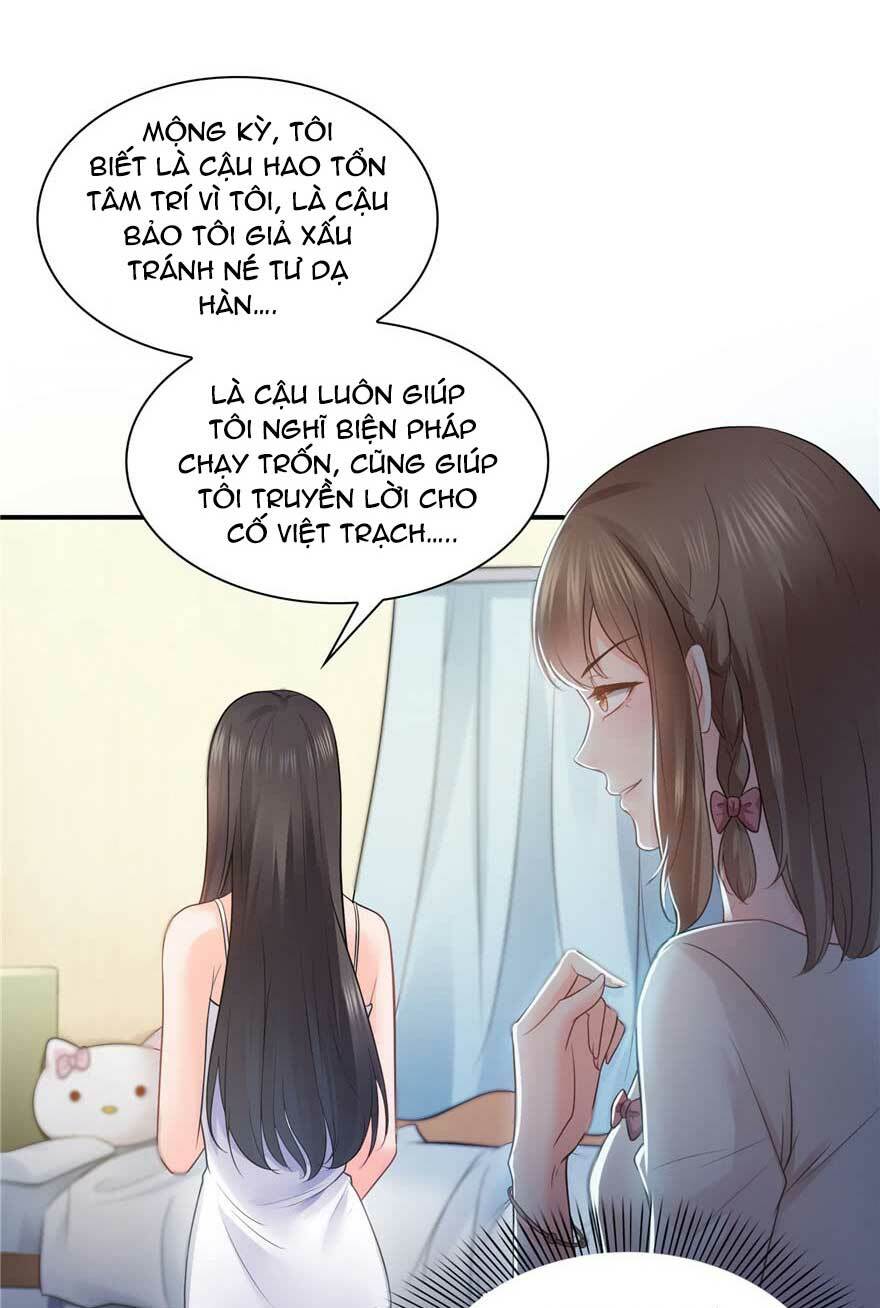 MỘNG KỲ, TÔI
BIẾT LÀ CẬU HAO TỔN
TÂM TRÍ VÌ TÔI, LÀ CẬU
BẢO TÔI GIẢ XẤU
TRÁNH NÉ TƯ DẠ
HÀN....
LÀ CẬU LUÔN GIÚP
TÔI NGHĨ BIỆN PHÁP
CHẠY TRỐN, CŨNG GIÚP
TÔI TRUYỀN LỜI CHO
CỐ VIỆT TRẠCH.....